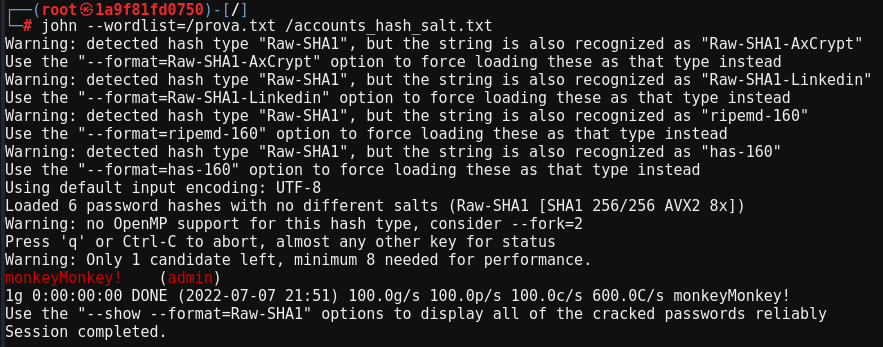 ┌──(root㉿1a9f81fd0750)-[/]
└─# john --wordlist=/prova.txt /accounts_hash_salt.txt
Warning: detected hash type "Raw-SHA1", but the string is also recognized as "Raw-SHA1-AxCrypt"
Use the "--format=Raw-SHA1-AxCrypt" option to force loading these as that type instead
Warning: detected hash type "Raw-SHA1", but the string is also recognized as "Raw-SHA1-Linkedin"
Use the "--format=Raw-SHA1-Linkedin" option to force loading these as that type instead
Warning: detected hash type "Raw-SHA1", but the string is also recognized as "ripemd-160"
Use the "--format=ripemd-160" option to force loading these as that type instead
Warning: detected hash type "Raw-SHA1", but the string is also recognized as "has-160"
Use the "--format=has-160" option to force loading these as that type instead
Using default input encoding: UTF-8
Loaded 6 password hashes with no different salts (Raw-SHA1 [SHA1 256/256 AVX2 8x])
Warning: no OpenMP support for this hash type, consider --fork=2
Press 'q' or Ctrl-C to abort, almost any other key for status
Warning: Only 1 candidate left, minimum 8 needed for performance.
monkeyMonkey!    (admin)
1g 0:00:00:00 DONE (2022-07-07 21:51) 100.0g/s 100.0p/s 100.0c/s 600.0C/s monkeyMonkey!
Use the "--show --format=Raw-SHA1" options to display all of the cracked passwords reliably
Session completed.